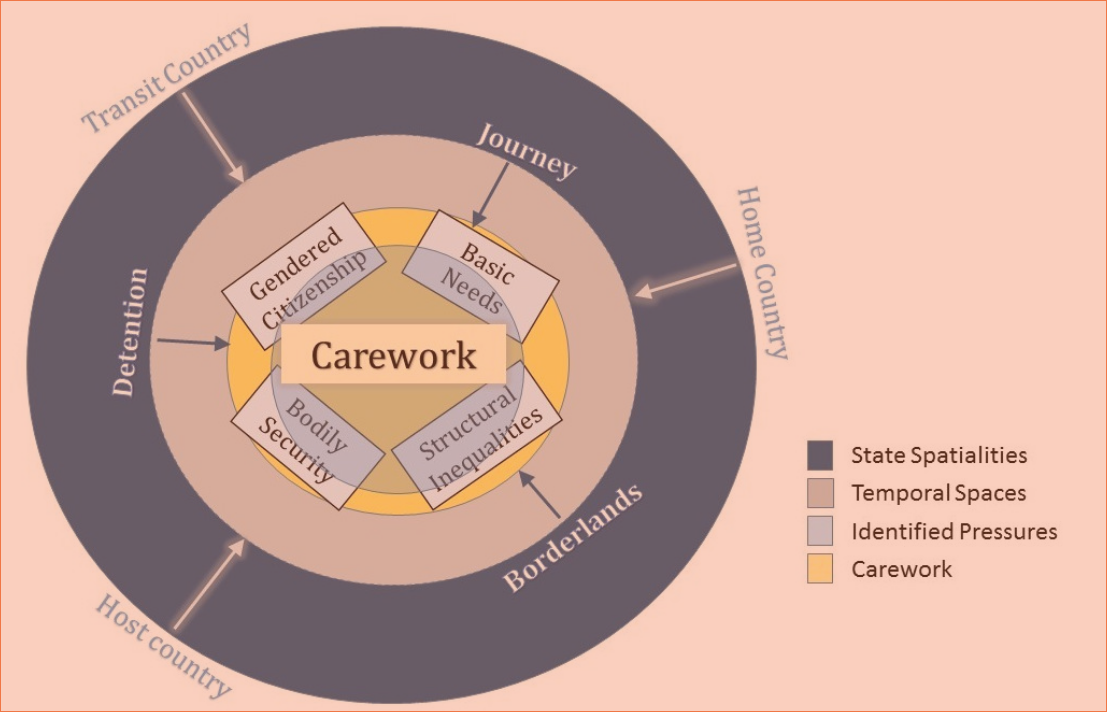 Transit Country
Journey
Home Country
Gendered
Citizenship
Basic
Needs
Detention
Carework
Bodily
Security
Structural
Inequalities
Borderlands
Host country
State Spatialities
Temporal Spaces
Identified Pressures
Carework